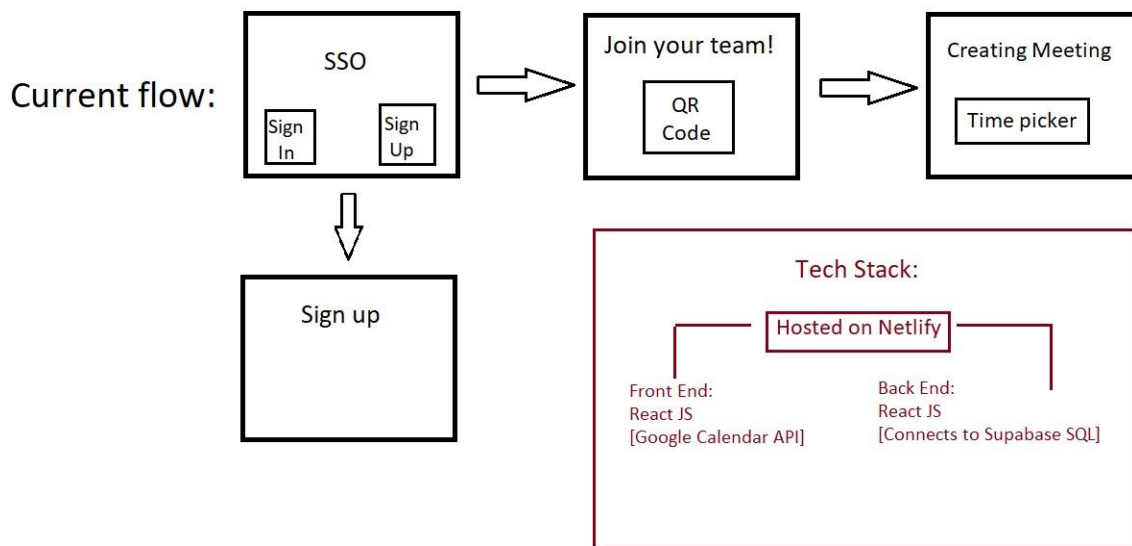 Current flow:
SSO
Sign
In
Sign
Up
Join your team!
QR
Code
Creating Meeting
Time picker
Sign up
Tech Stack:
Hosted on Netlify
Front End:
React JS
[Google Calendar API]
Back End:
React JS
[Connects to Supabase SQL]